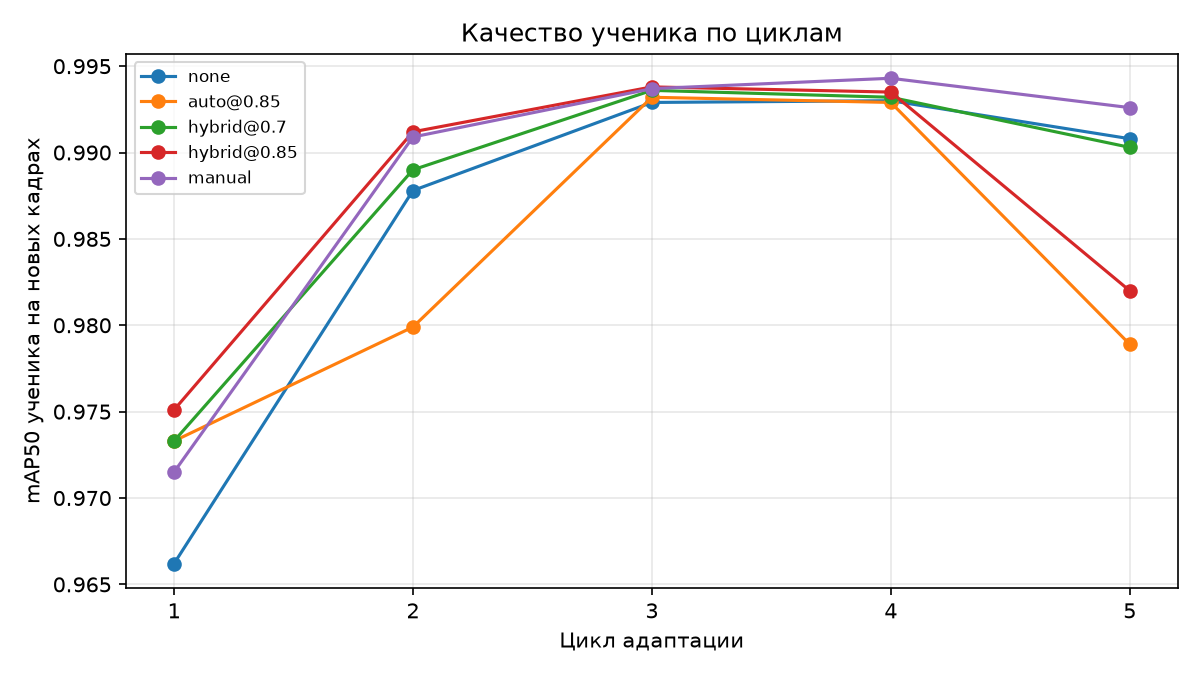 Качество ученика по циклам
none
auto@0.85
hybrid@0.7
hybrid@0.85
manual
mAP50 ученика на новых кадрах
0.995
0.990
0.985
0.980
0.975
0.970
0.965
1 2 3 4 5
Цикл адаптации